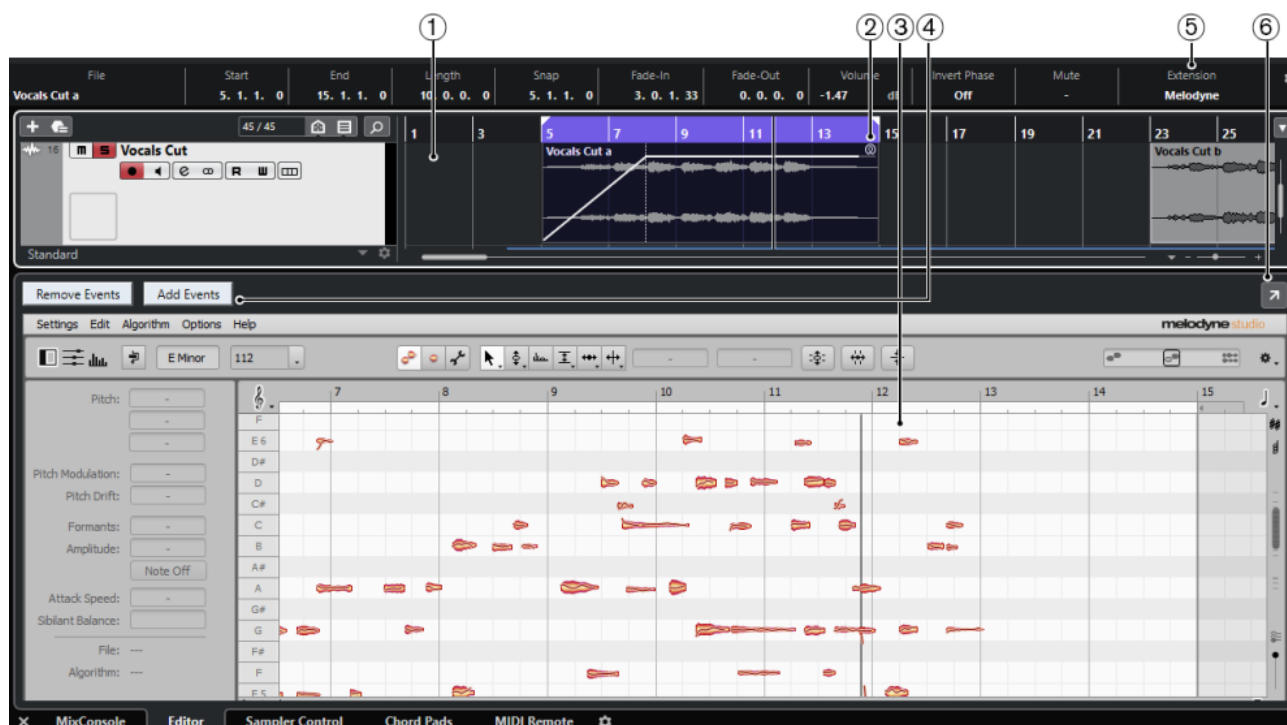 ① ② ③ ④ ⑤ ⑥
File Start End Length Snap Fade-In Fade-Out Volume Invert Phase Mute Extension
Vocals Cut a 5. 1. 1. 0 15. 1. 1. 0 10. 0. 0. 0 5. 1. 1. 0 3. 0. 1. 33 0. 0. 0. 0 -1.47 dB Off - Melodyne
45 / 45 1 3 5 7 9 11 13 15 17 19 21 23 25
16 m S Vocals Cut
Vocals Cut a Vocals Cut b
R W
Standard
Remove Events Add Events
Settings Edit Algorithm Options Help melodyne studio
E Minor 112 - -
7 8 9 10 11 12 13 14 15
Pitch: -
-
-
Pitch Modulation: -
Pitch Drift: -
Formants: -
Amplitude: -
Note Off
Attack Speed: -
Sibilant Balance:
File: ---
Algorithm: ---
F
E 6
D#
D
C#
C
B
A#
A
G#
G
F#
F
E 5
MixConsole Editor Sampler Control Chord Pads MIDI Remote